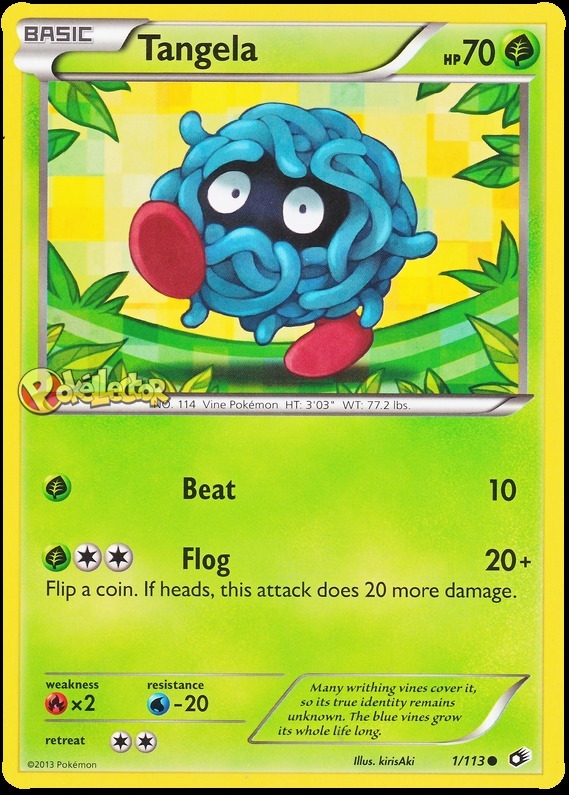 BASIC Tangela HP 70
PokéLector
NO. 114 Vine Pokémon HT: 3'03" WT: 77.2 lbs.
Beat 10
Flog 20+
Flip a coin. If heads, this attack does 20 more damage.
weakness resistance
×2 -20
retreat
Many writhing vines cover it,
so its true identity remains
unknown. The blue vines grow
its whole life long.
©2013 Pokémon Illus. kirisAki 1/113